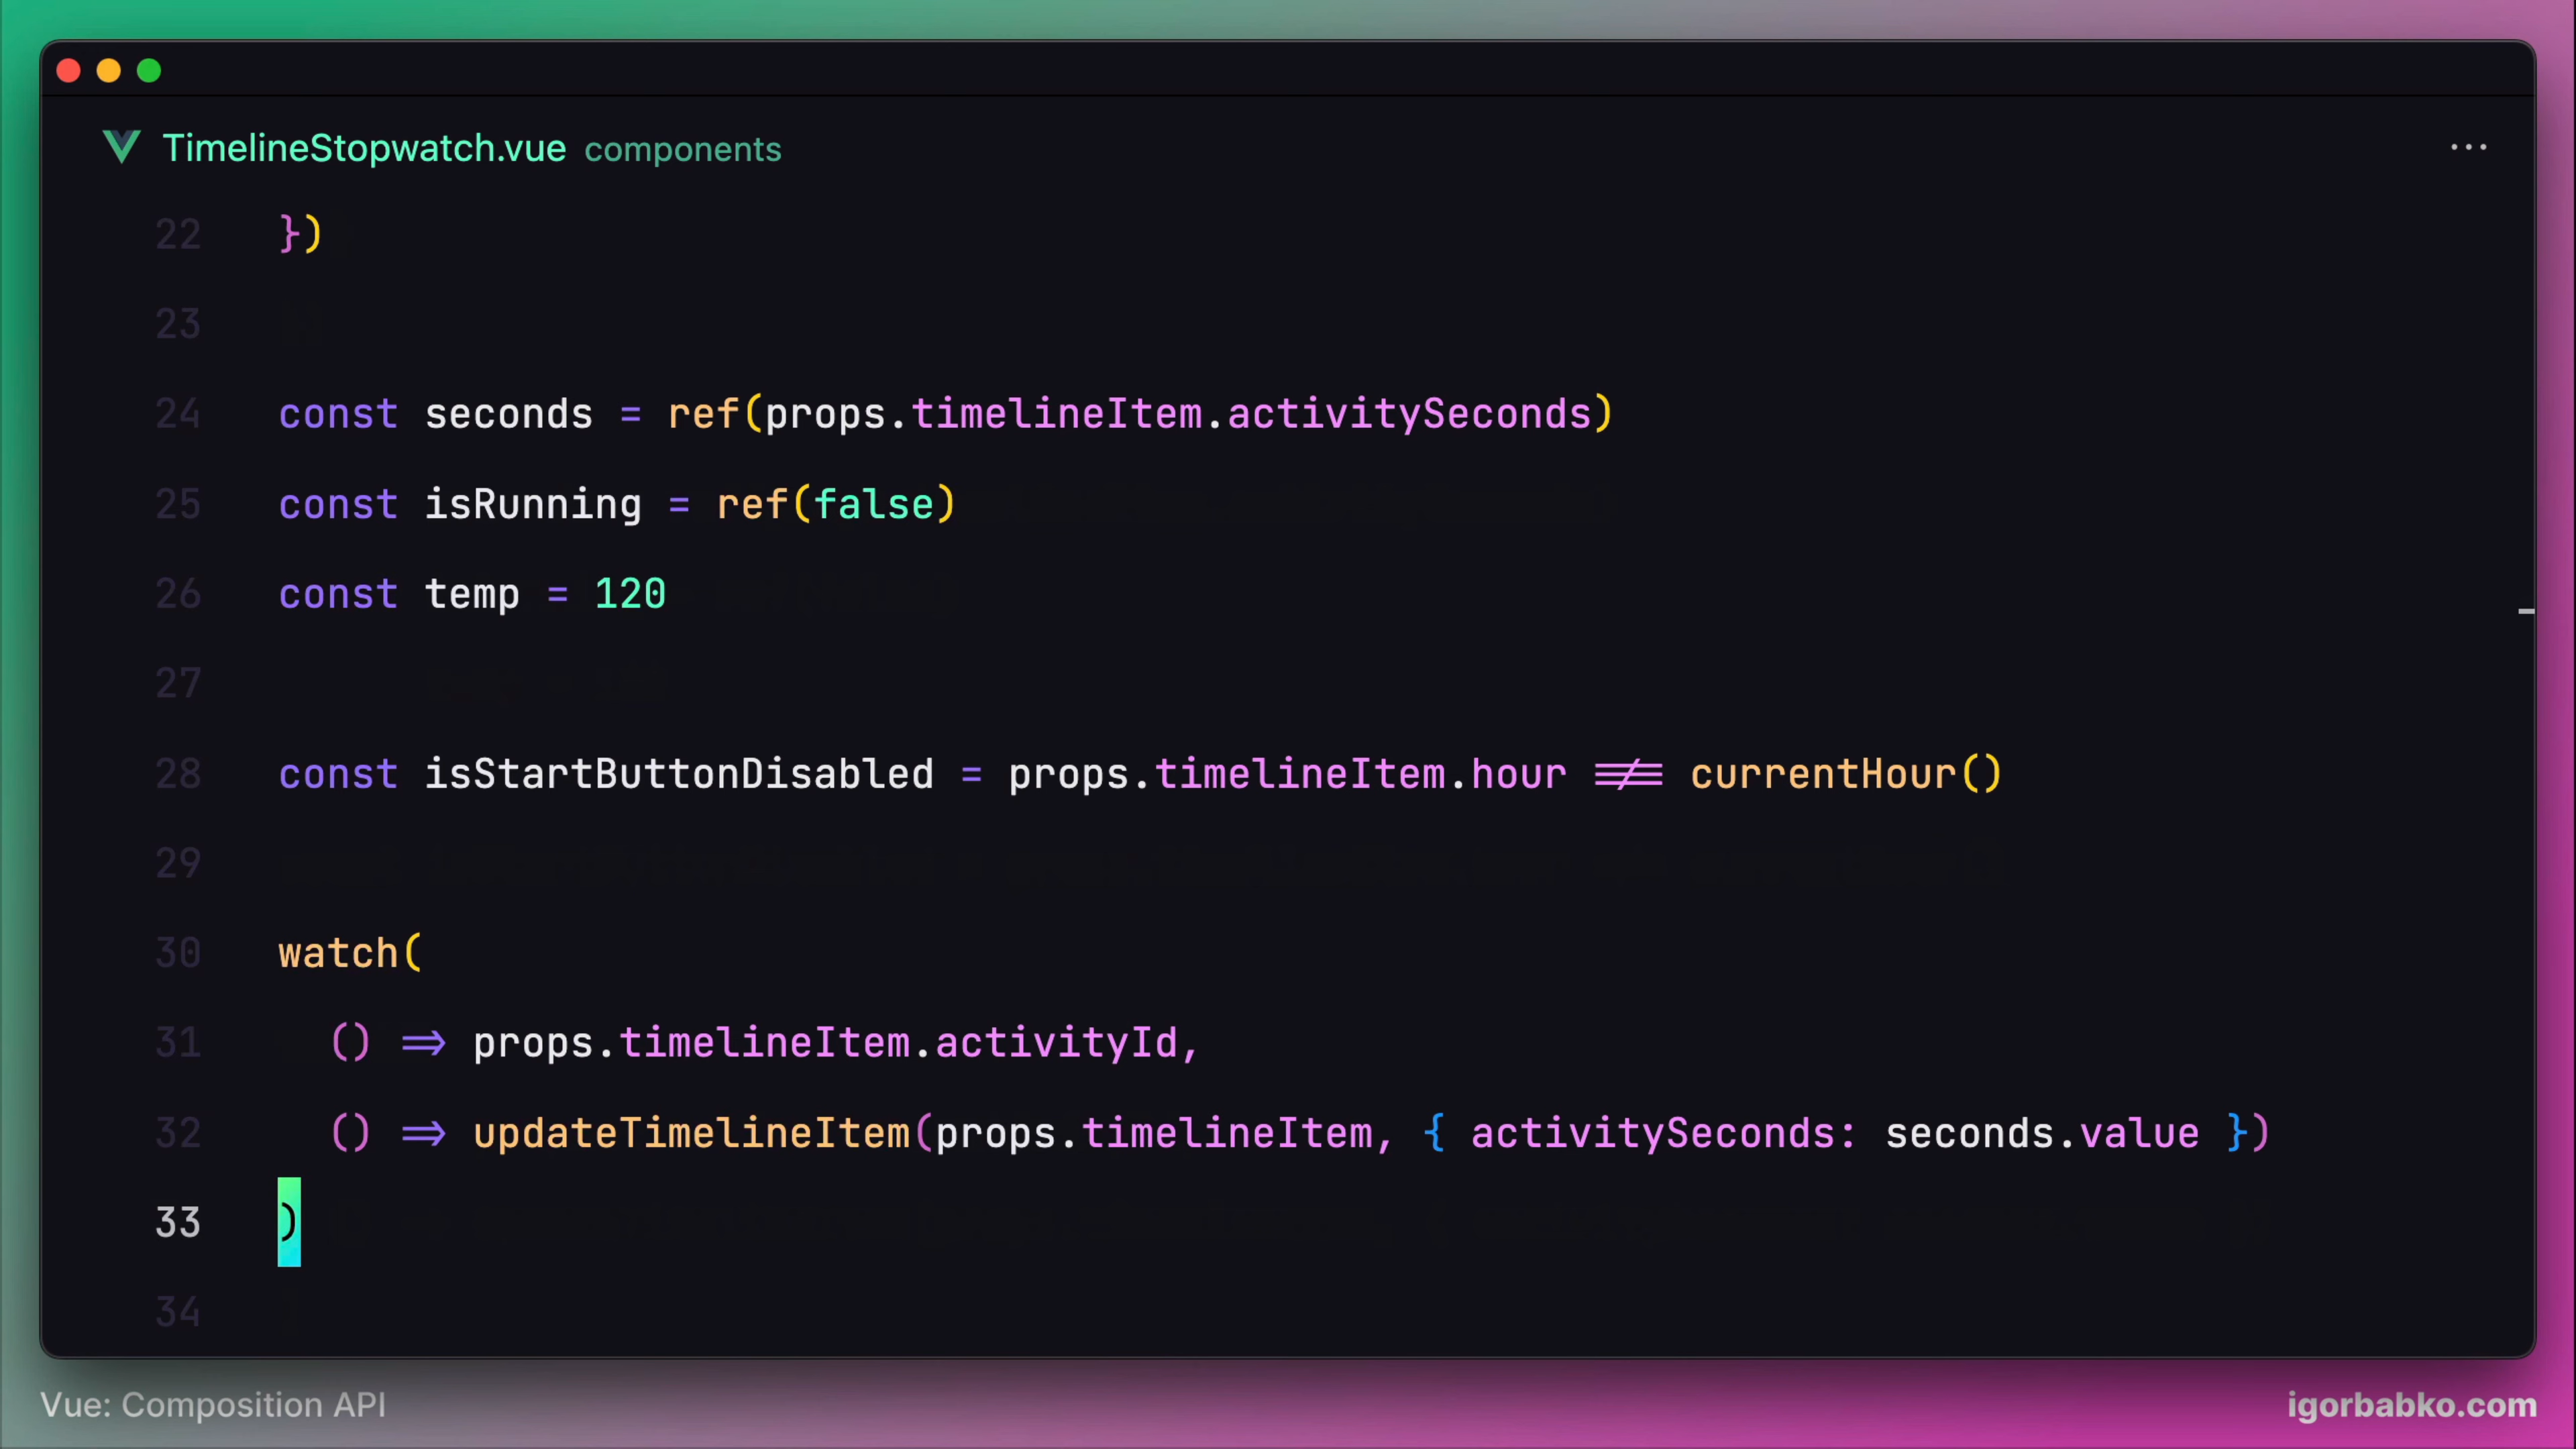 TimelineStopwatch.vue components ...
22 })
23
24 const seconds = ref(props.timelineItem.activitySeconds)
25 const isRunning = ref(false)
26 const temp = 120
27
28 const isStartButtonDisabled = props.timelineItem.hour !== currentHour()
29
30 watch(
31 () => props.timelineItem.activityId,
32 () => updateTimelineItem(props.timelineItem, { activitySeconds: seconds.value })
33 )
34
Vue: Composition API
igorbabko.com